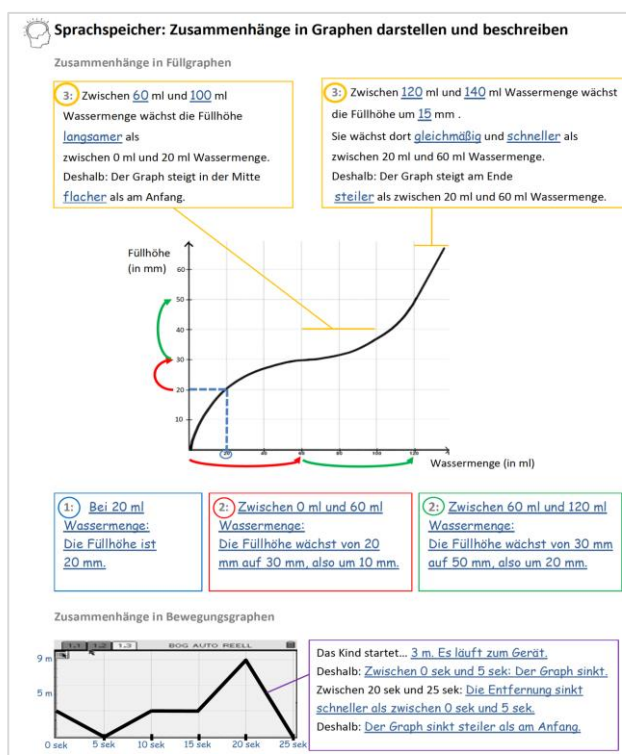 Sprachspeicher: Zusammenhänge in Graphen darstellen und beschreiben
Zusammenhänge in Füllgraphen
3: Zwischen 60 ml und 100 ml
Wassermenge wächst die Füllhöhe
langsamer als
zwischen 0 ml und 20 ml Wassermenge.
Deshalb: Der Graph steigt in der Mitte
flacher als am Anfang.
3: Zwischen 120 ml und 140 ml Wassermenge wächst
die Füllhöhe um 15 mm .
Sie wächst dort gleichmäßig und schneller als
zwischen 20 ml und 60 ml Wassermenge.
Deshalb: Der Graph steigt am Ende
steiler als zwischen 20 ml und 60 ml Wassermenge.
Füllhöhe
(in mm)
60
50
40
30
20
10
20
40
60
80
100
120
Wassermenge (in ml)
1: Bei 20 ml
Wassermenge:
Die Füllhöhe ist
20 mm.
2: Zwischen 0 ml und 60 ml
Wassermenge:
Die Füllhöhe wächst von 20
mm auf 30 mm, also um 10 mm.
2: Zwischen 60 ml und 120 ml
Wassermenge:
Die Füllhöhe wächst von 30 mm
auf 50 mm, also um 20 mm.
Zusammenhänge in Bewegungsgraphen
1.1 1.2 1.3 BOG AUTO REELL
9 m
5 m
0 sek 5 sek 10 sek 15 sek 20 sek 25 sek
Das Kind startet... 3 m. Es läuft zum Gerät.
Deshalb: Zwischen 0 sek und 5 sek: Der Graph sinkt.
Zwischen 20 sek und 25 sek: Die Entfernung sinkt
schneller als zwischen 0 sek und 5 sek.
Deshalb: Der Graph sinkt steiler als am Anfang.